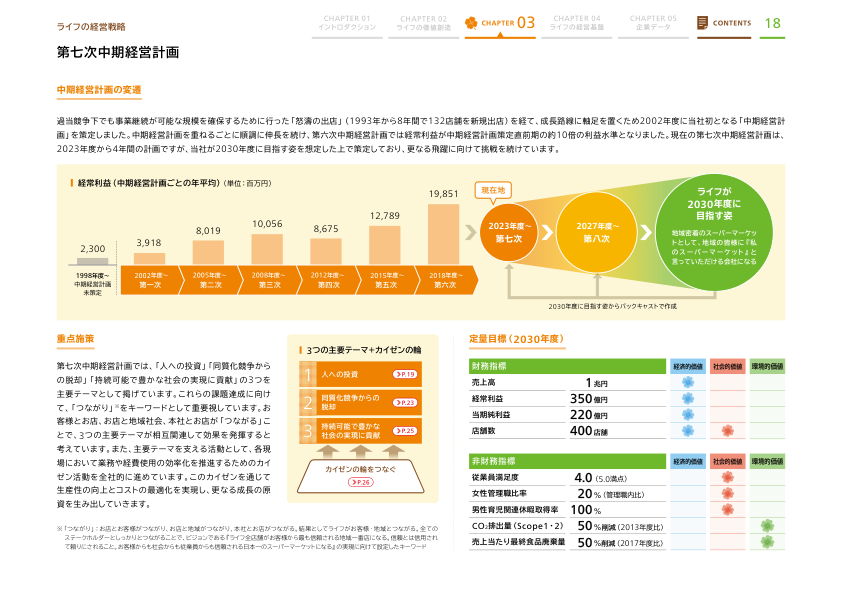 ライフの経営戦略
CHAPTER 01
イントロダクション
CHAPTER 02
ライフの価値創造
CHAPTER 03
CHAPTER 04
ライフの経営基盤
CHAPTER 05
企業データ
CONTENTS
18
第七次中期経営計画
中期経営計画の変遷
過当競争下でも事業継続が可能な規模を確保するために行った「怒濤の出店」(1993年から8年間で132店舗を新規出店)を経て、成長路線に軸足を置くため2002年度に当社初となる「中期経営計
画」を策定しました。中期経営計画を重ねるごとに順調に伸長を続け、第六次中期経営計画では経常利益が中期経営計画策定直前期の約10倍の利益水準となりました。現在の第七次中期経営計画は、
2023年度から4年間の計画ですが、当社が2030年度に目指す姿を想定した上で策定しており、更なる飛躍に向けて挑戦を続けています。
経常利益(中期経営計画ごとの年平均)(単位:百万円)
2,300
3,918
8,019
10,056
8,675
12,789
19,851
1998年度~
中期経営計画
未策定
2002年度~
第一次
2005年度~
第二次
2008年度~
第三次
2012年度~
第四次
2015年度~
第五次
2018年度~
第六次
現在地
2023年度~
第七次
2027年度~
第八次
ライフが
2030年度に
目指す姿
地域密着のスーパーマーケッ
トとして、地域の皆様に『私
のスーパーマーケット』と
言っていただける会社になる
2030年度に目指す姿からバックキャストで作成
重点施策
第七次中期経営計画では、「人への投資」「同質化競争から
の脱却」「持続可能で豊かな社会の実現に貢献」の3つを
主要テーマとして掲げています。これらの課題達成に向け
て、「つながり」※をキーワードとして重要視しています。お
客様とお店、お店と地域社会、本社とお店が「つながる」こ
とで、3つの主要テーマが相互関連して効果を発揮すると
考えています。また、主要テーマを支える活動として、各現
場において業務や経費使用の効率化を推進するためのカイ
ゼン活動を全社的に進めています。このカイゼンを通じて
生産性の向上とコストの最適化を実現し、更なる成長の原
資を生み出していきます。
3つの主要テーマ+カイゼンの輪
1 人への投資 P.19
2 同質化競争からの
脱却 P.23
3 持続可能で豊かな
社会の実現に貢献 P.25
カイゼンの輪をつなぐ
P.26
※「つながり」:お店とお客様がつながり、お店と地域がつながり、本社とお店がつながる。結果としてライフがお客様・地域とつながる。全ての
ステークホルダーとしっかりとつながることで、ビジョンである『ライフ全店舗がお客様から最も信頼される地域一番店になる。信頼とは信用され
て頼りにされること。お客様からも社会からも従業員からも信頼される日本一のスーパーマーケットになる』の実現に向けて設定したキーワード
定量目標(2030年度)
財務指標 経済的価値 社会的価値 環境的価値
売上高 1 兆円
経常利益 350 億円
当期純利益 220 億円
店舗数 400 店舗
非財務指標 経済的価値 社会的価値 環境的価値
従業員満足度 4.0 (5.0満点)
女性管理職比率 20 % (管理職内比)
男性育児関連休暇取得率 100 %
CO₂排出量(Scope1・2) 50 %削減 (2013年度比)
売上当たり最終食品廃棄量 50 %削減 (2017年度比)